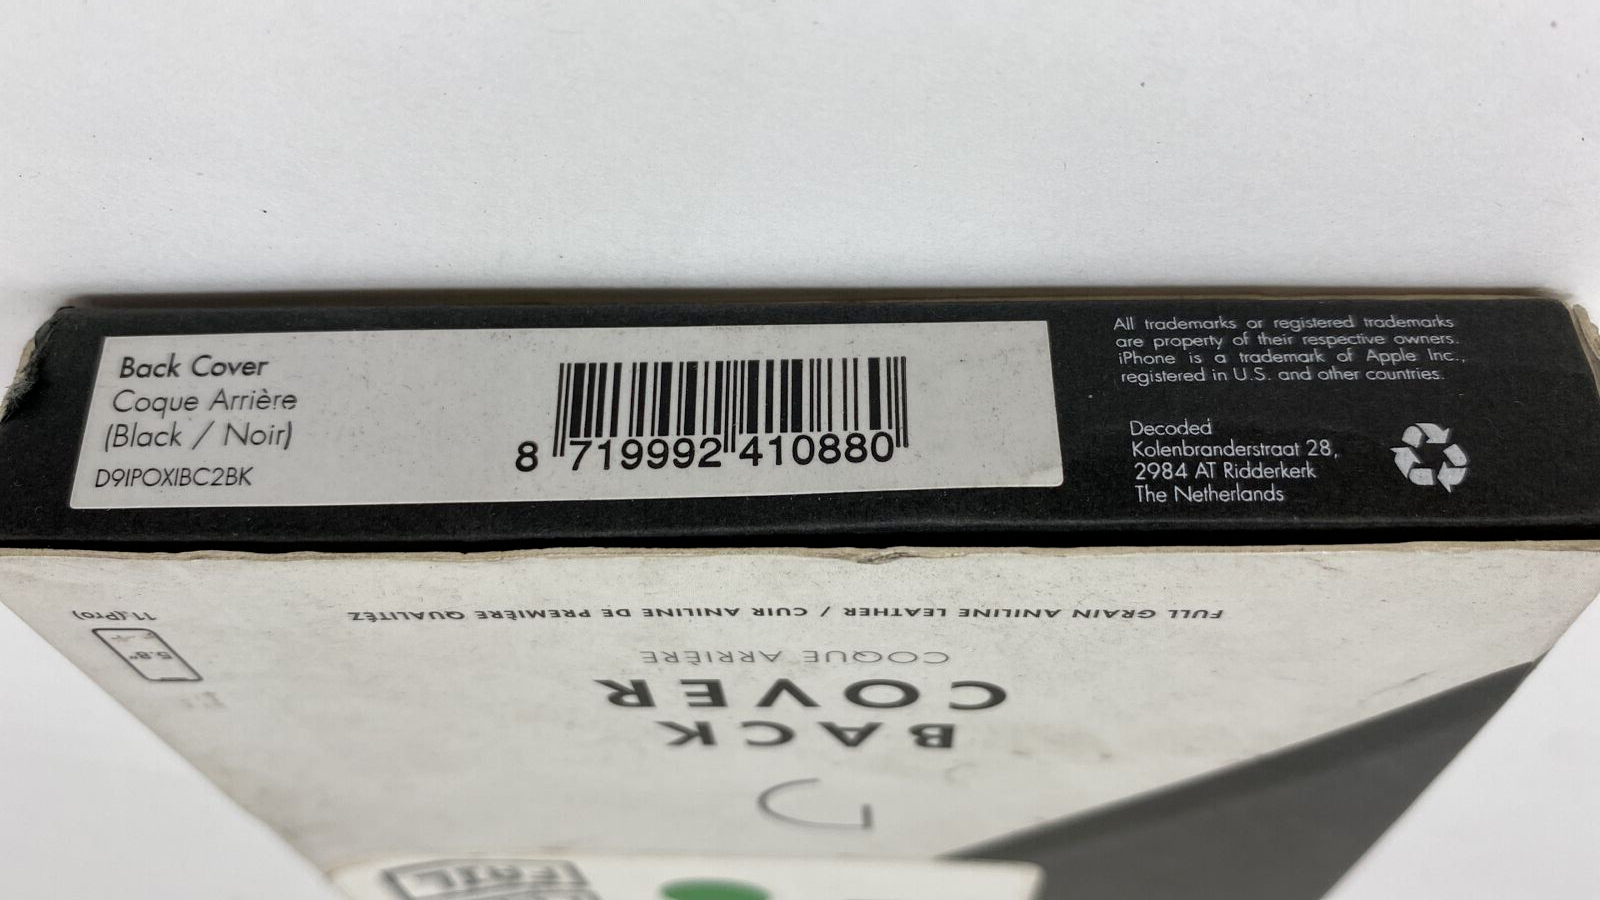 Back Cover
Coque Arrière
(Black / Noir)
D9IPOXIBC2BK
8 719992 410880
All trademarks or registered trademarks
are property of their respective owners.
iPhone is a trademark of Apple Inc.,
registered in U.S. and other countries.
Decoded
Kolenbranderstraat 28,
2984 AT Ridderkerk
The Netherlands
FULL GRAIN ANILINE LEATHER / CUIR ANILINE DE PREMIÈRE QUALITÉZ
COQUE ARRIÈRE
BACK
COVER
11 (Pro)
5.8"